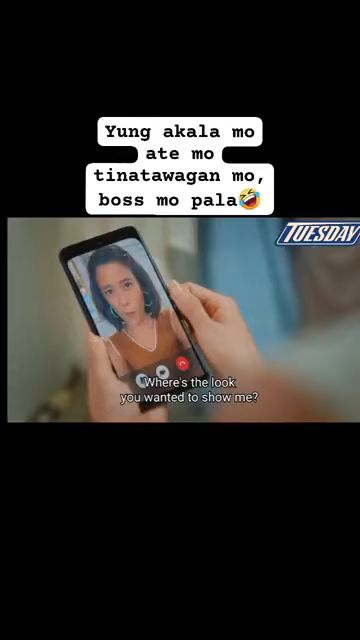 Yung akala mo
ate mo
tinatawagan mo,
boss mo pala🤣
TUESDAY
"Where's the look
you wanted to show me?